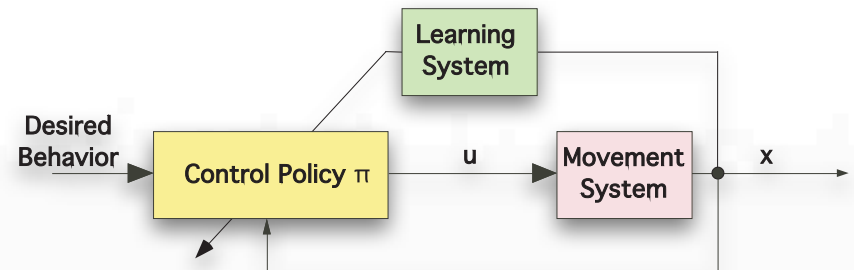 Learning
System
Desired
Behavior
Control Policy π
u
Movement
System
x